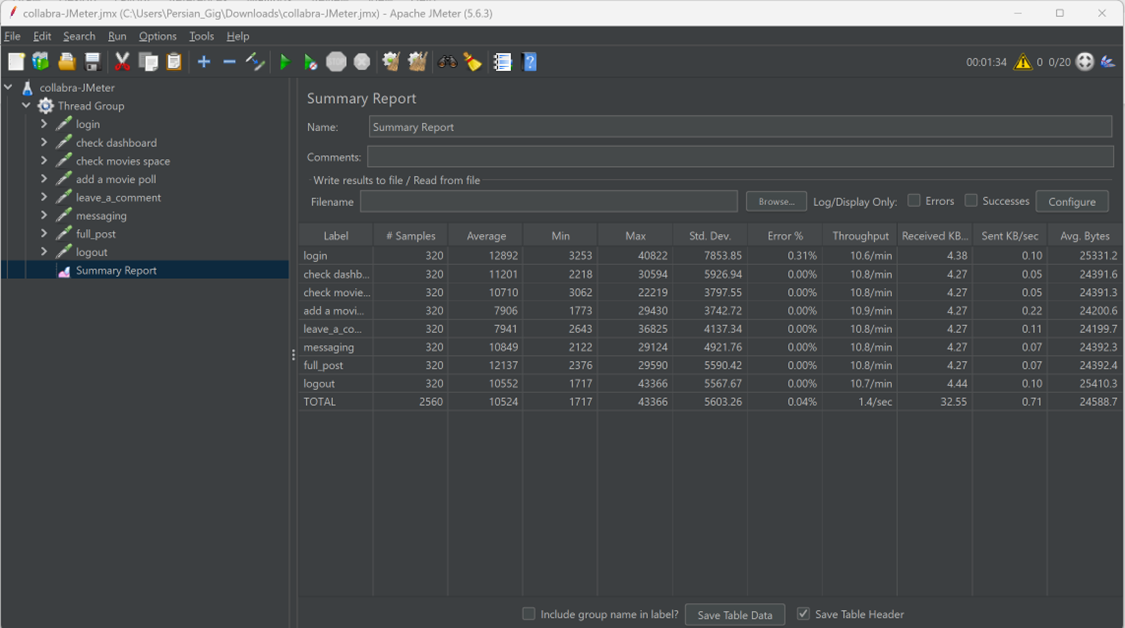 collabra-JMeter.jmx (C:\Users\Persian_Gig\Downloads\collabra-JMeter.jmx) - Apache JMeter (5.6.3)
File Edit Search Run Options Tools Help
00:01:34 0 0/20
collabra-JMeter
Thread Group
login
check dashboard
check movies space
add a movie poll
leave_a_comment
messaging
full_post
logout
Summary Report
Summary Report
Name: Summary Report
Comments:
Write results to file / Read from file
Filename Browse... Log/Display Only: Errors Successes Configure
Label # Samples Average Min Max Std. Dev. Error % Throughput Received KB... Sent KB/sec Avg. Bytes
login 320 12892 3253 40822 7853.85 0.31% 10.6/min 4.38 0.10 25331.2
check dashb... 320 11201 2218 30594 5926.94 0.00% 10.8/min 4.27 0.05 24391.6
check movie... 320 10710 3062 22219 3797.55 0.00% 10.8/min 4.27 0.05 24391.3
add a movi... 320 7906 1773 29430 3742.72 0.00% 10.9/min 4.27 0.22 24200.6
leave_a_co... 320 7941 2643 36825 4137.34 0.00% 10.8/min 4.27 0.11 24199.7
messaging 320 10849 2122 29124 4921.76 0.00% 10.8/min 4.27 0.07 24392.3
full_post 320 12137 2376 29590 5590.42 0.00% 10.8/min 4.27 0.07 24392.4
logout 320 10552 1717 43366 5567.67 0.00% 10.7/min 4.44 0.10 25410.3
TOTAL 2560 10524 1717 43366 5603.26 0.04% 1.4/sec 32.55 0.71 24588.7
Include group name in label? Save Table Data Save Table Header